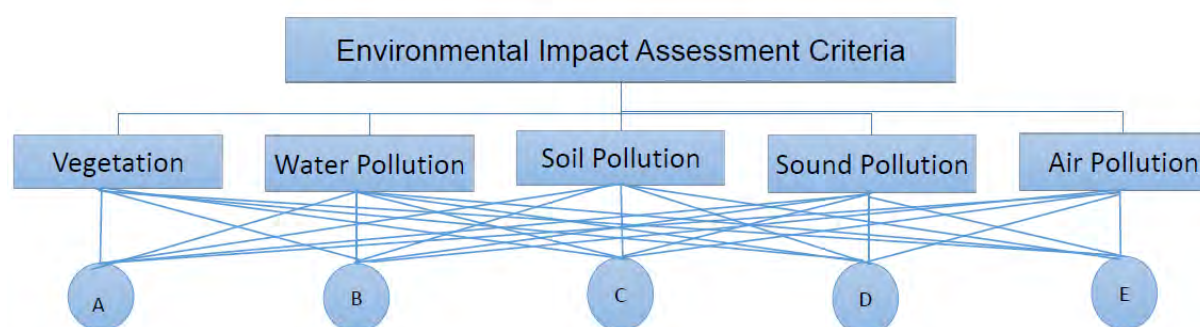 Environmental Impact Assessment Criteria
Vegetation
Water Pollution
Soil Pollution
Sound Pollution
Air Pollution
A
B
C
D
E